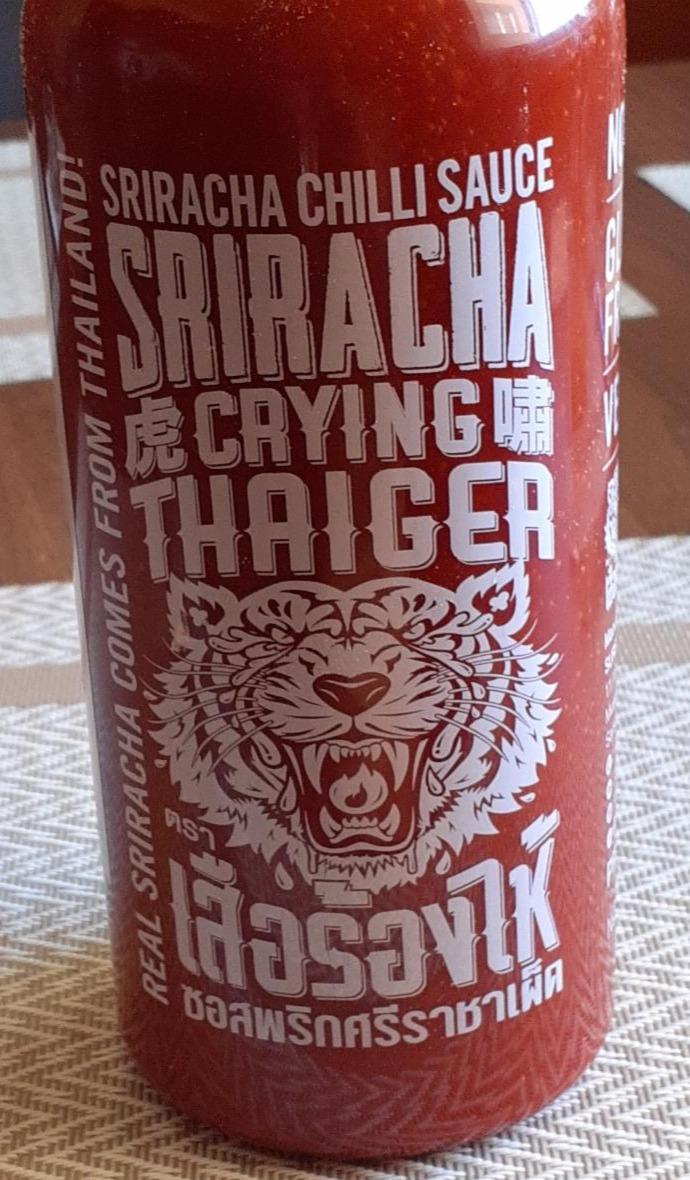 SRIRACHA CHILLI SAUCE
SRIRACHA
虎 CRYING 嘯
THAIGER
ตรา
เสือร้องไห้
ซอสพริกศรีราชาเผ็ด
REAL SRIRACHA COMES FROM THAILAND!